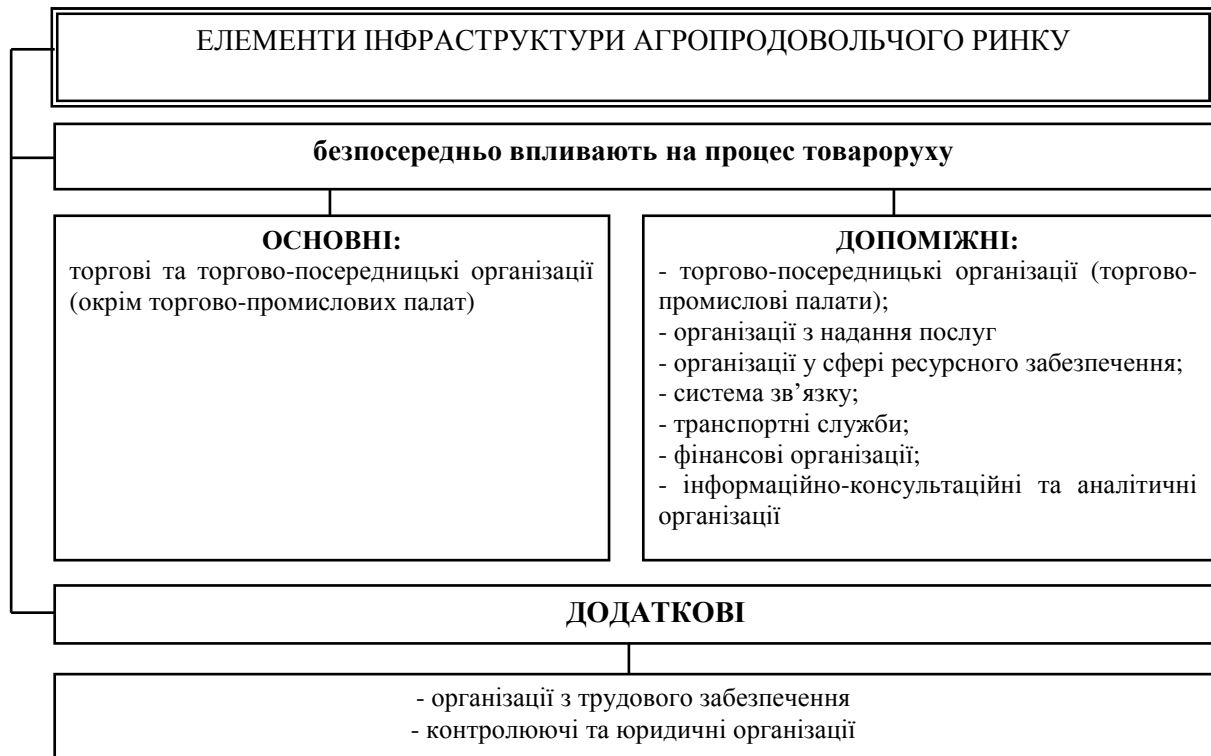 ЕЛЕМЕНТИ ІНФРАСТРУКТУРИ АГРОПРОДОВОЛЬЧОГО РИНКУ
безпосередньо впливають на процес товароруху
ОСНОВНІ:
торгові та торгово-посередницькі організації
(окрім торгово-промислових палат)
ДОПОМІЖНІ:
- торгово-посередницькі організації (торгово-
промислові палати);
- організації з надання послуг
- організації у сфері ресурсного забезпечення;
- система зв’язку;
- транспортні служби;
- фінансові організації;
- інформаційно-консультаційні та аналітичні
організації
ДОДАТКОВІ
- організації з трудового забезпечення
- контролюючі та юридичні організації